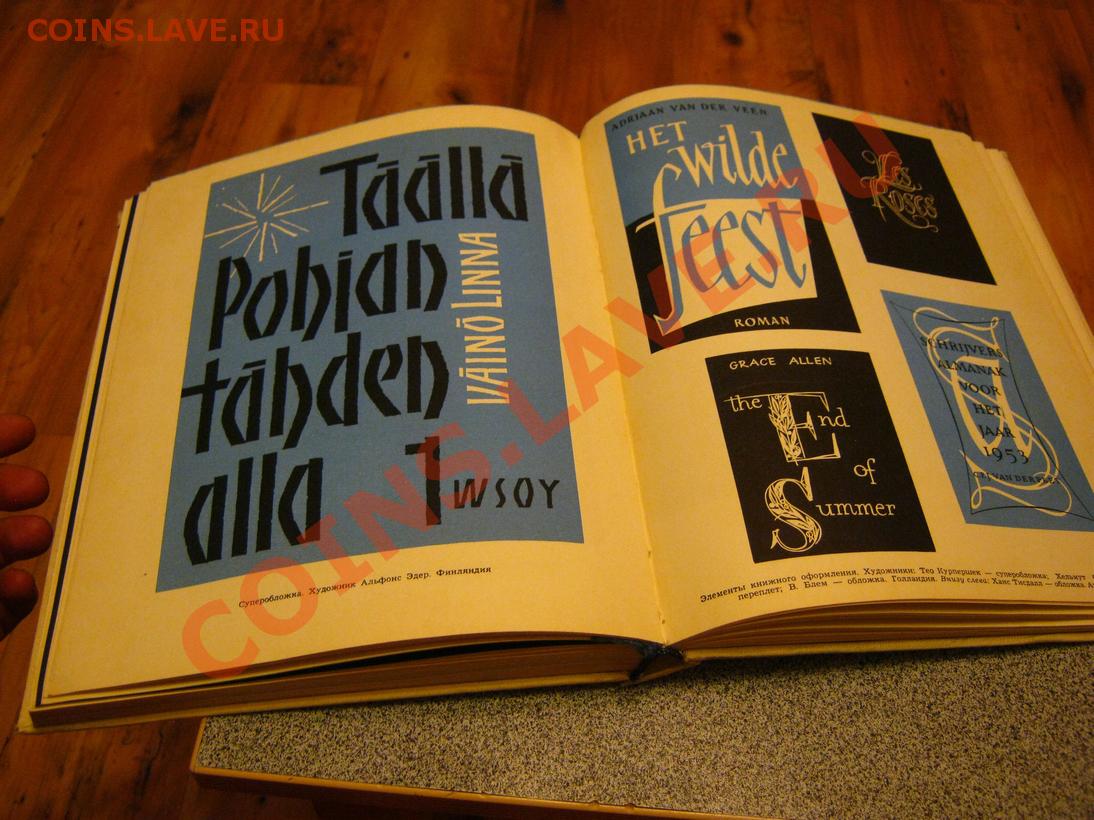 COINS.LAVE.RU
Täällä
Pohjan
tähden
alla 1
VÄINÖ LINNA
WSOY
Суперобложка. Художник Альфонс Эдер. Финляндия
ADRIAAN VAN DER VEEN
HET
wilde
feest
ROMAN
Les
Roses
GRACE ALLEN
the End
of
Summer
SCHRIJVERS
ALMANAK
VOOR
HET
JAAR
1953
Элементы книжного оформления. Художники: Тео Курпершек — суперобложка; Хельмут
переплет; В. Блем — обложка. Голландия. Внизу слева: Ханс Тисдалл — обложка.
COINS.LAVE.RU